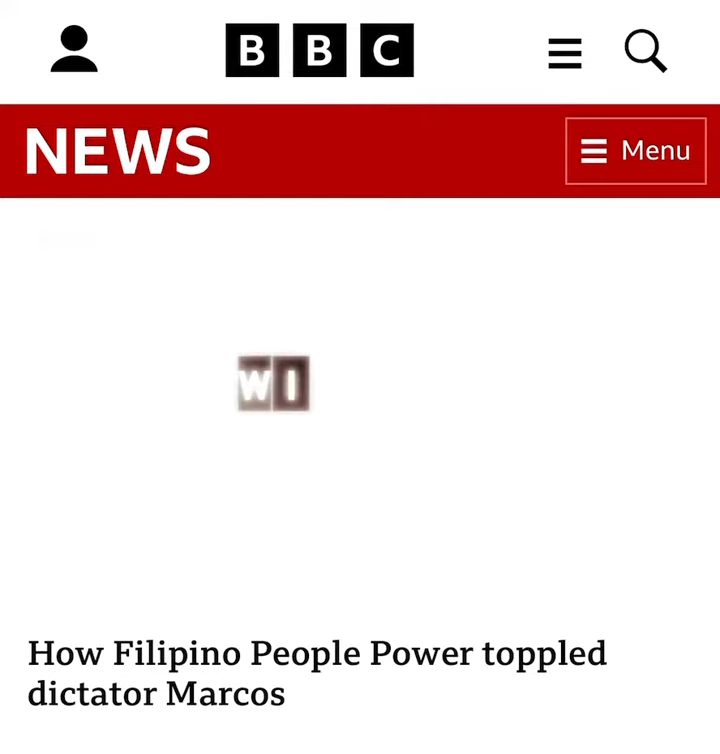 BBC
NEWS
Menu
WI
How Filipino People Power toppled
dictator Marcos